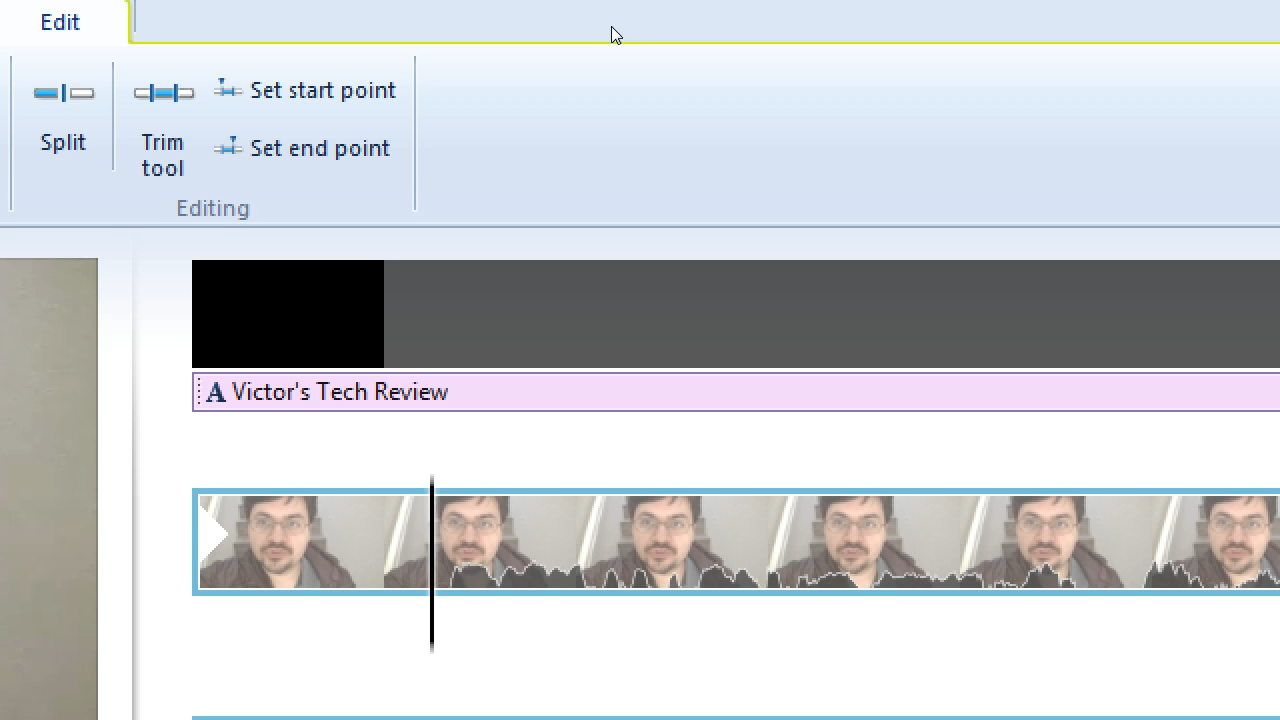 Edit
Split
Trim
tool
Set start point
Set end point
Editing
A Victor's Tech Review